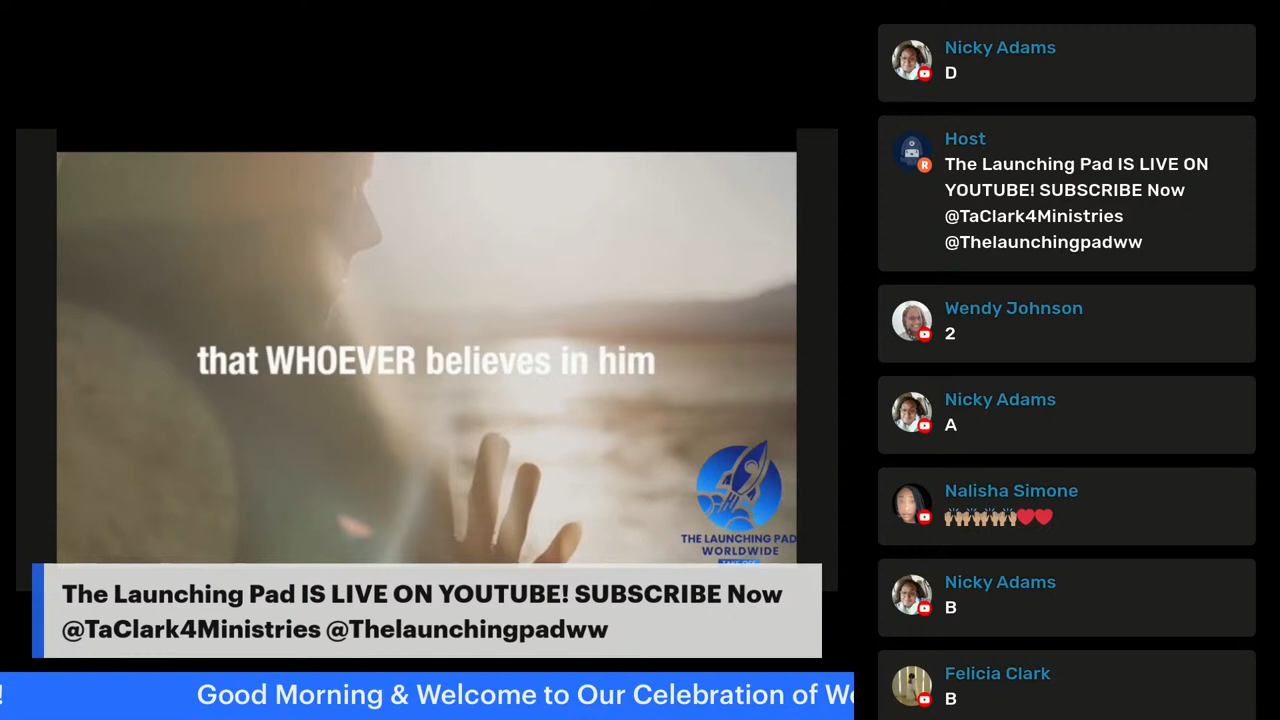 that WHOEVER believes in him
THE LAUNCHING PAD
WORLDWIDE
The Launching Pad IS LIVE ON YOUTUBE! SUBSCRIBE Now
@TaClark4Ministries @Thelaunchingpadww
! Good Morning & Welcome to Our Celebration of
Nicky Adams
D
Host
R
The Launching Pad IS LIVE ON
YOUTUBE! SUBSCRIBE Now
@TaClark4Ministries
@Thelaunchingpadww
Wendy Johnson
2
Nicky Adams
A
Nalisha Simone
🙌🏽🙌🏽🙌🏽🙌🏽❤️❤️
Nicky Adams
B
Felicia Clark
B